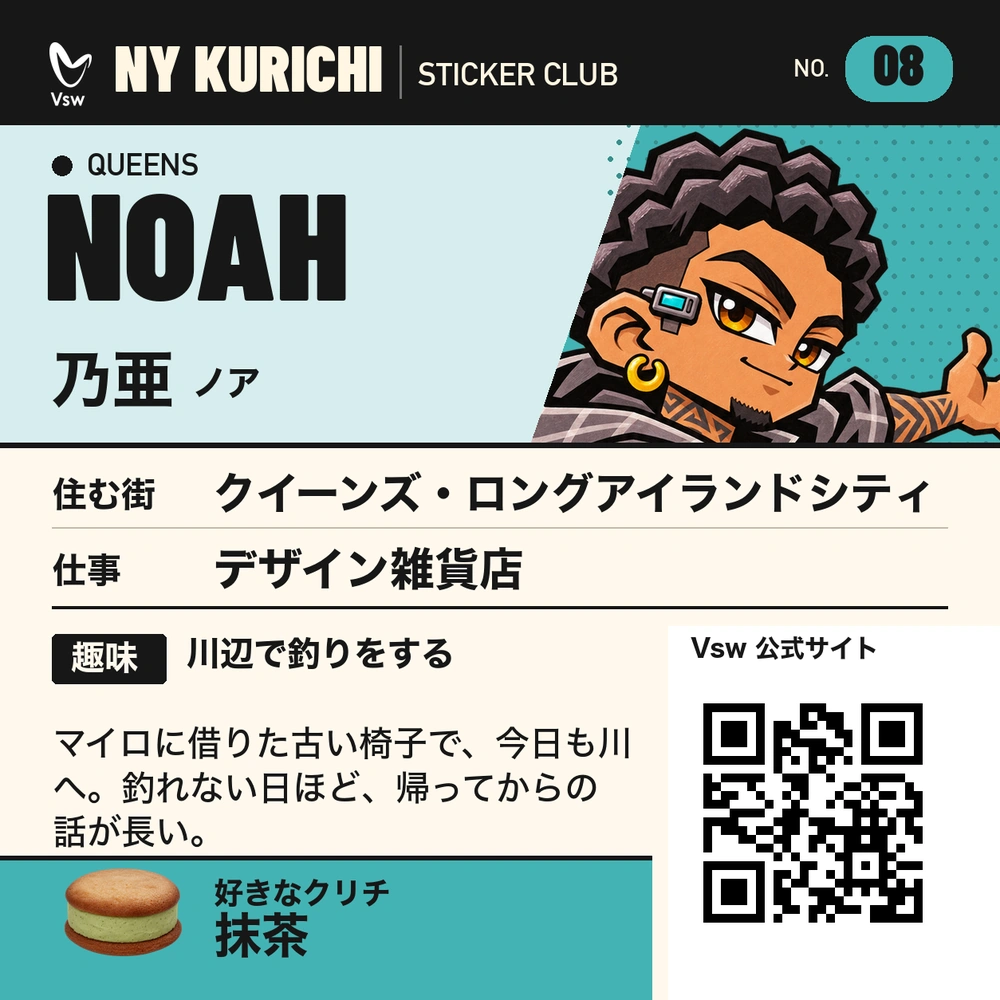 Vsw
NY KURICHI
STICKER CLUB
NO. 08
QUEENS
NOAH
乃亜 ノア
住む街 クイーンズ・ロングアイランドシティ
仕事 デザイン雑貨店
趣味 川辺で釣りをする
マイロに借りた古い椅子で、今日も川
へ。釣れない日ほど、帰ってからの
話が長い。
好きなクリチ
抹茶
Vsw 公式サイト